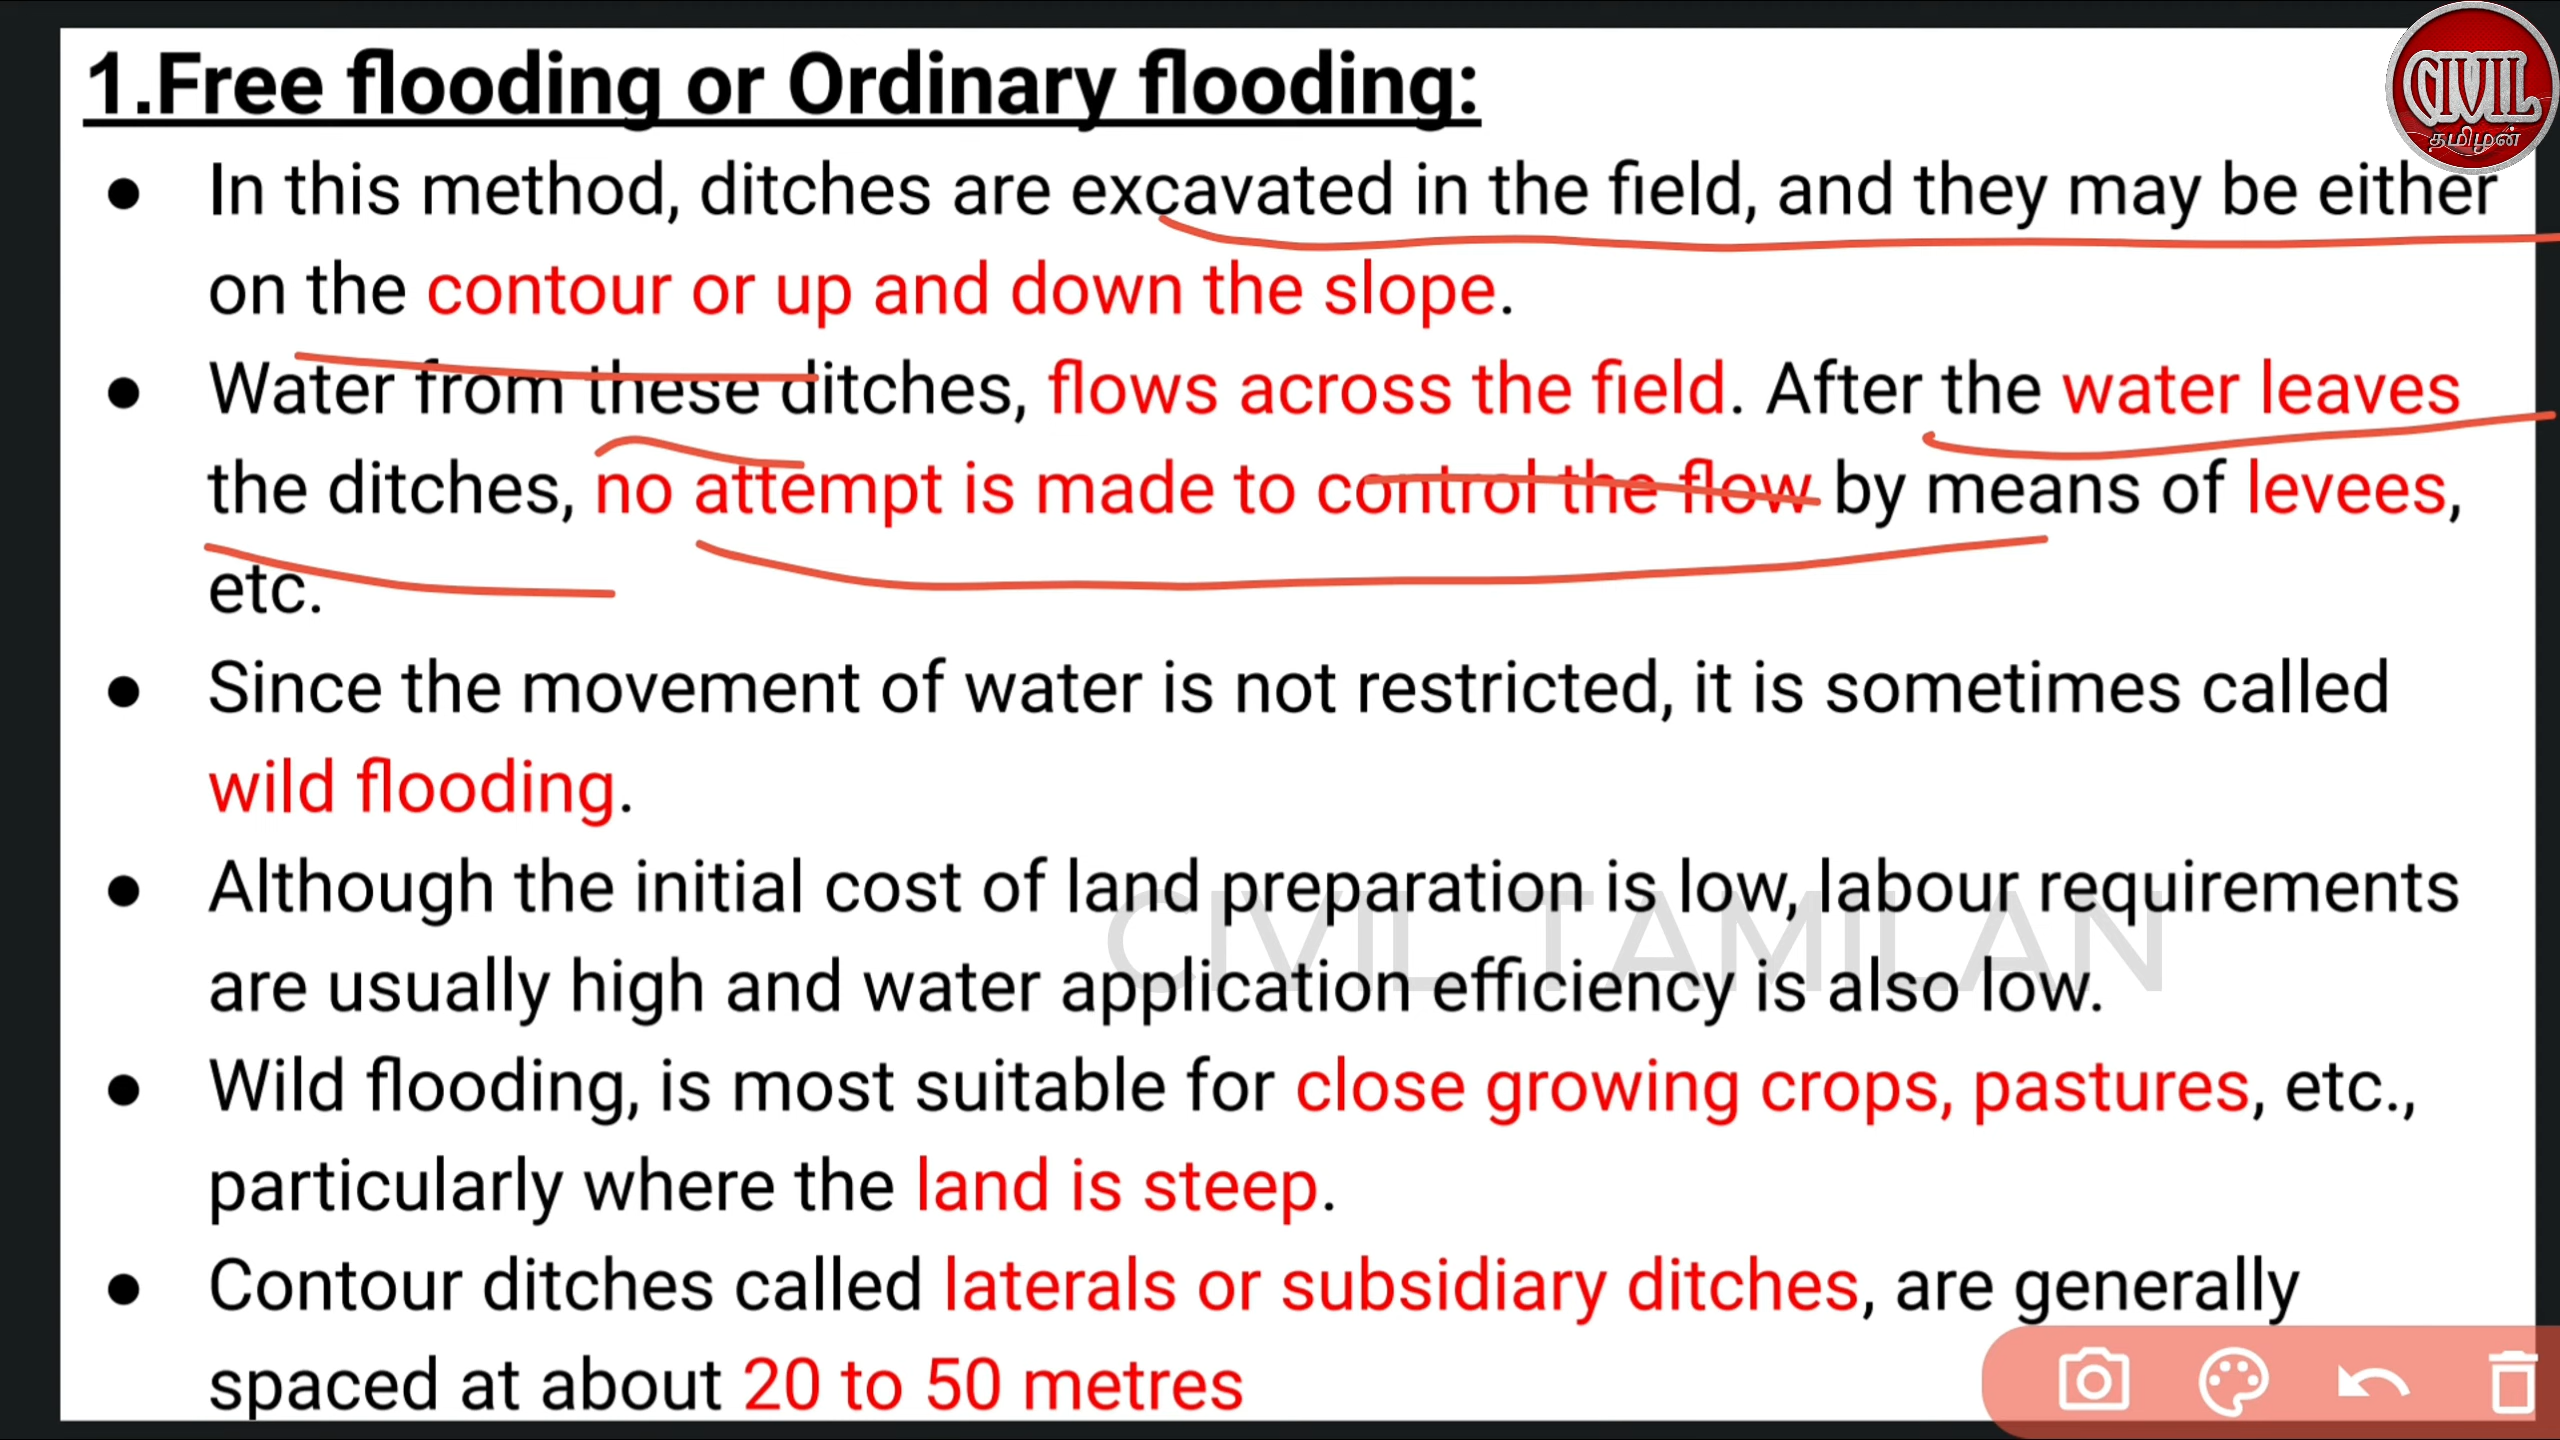 1.Free flooding or Ordinary flooding:
CIVIL
தமிழன்
● In this method, ditches are excavated in the field, and they may be either
on the contour or up and down the slope.
● Water from these ditches, flows across the field. After the water leaves
the ditches, no attempt is made to control the flow by means of levees,
etc.
● Since the movement of water is not restricted, it is sometimes called
wild flooding.
● Although the initial cost of land preparation is low, labour requirements
are usually high and water application efficiency is also low.
CIVIL TAMILAN
● Wild flooding, is most suitable for close growing crops, pastures, etc.,
particularly where the land is steep.
● Contour ditches called laterals or subsidiary ditches, are generally
spaced at about 20 to 50 metres